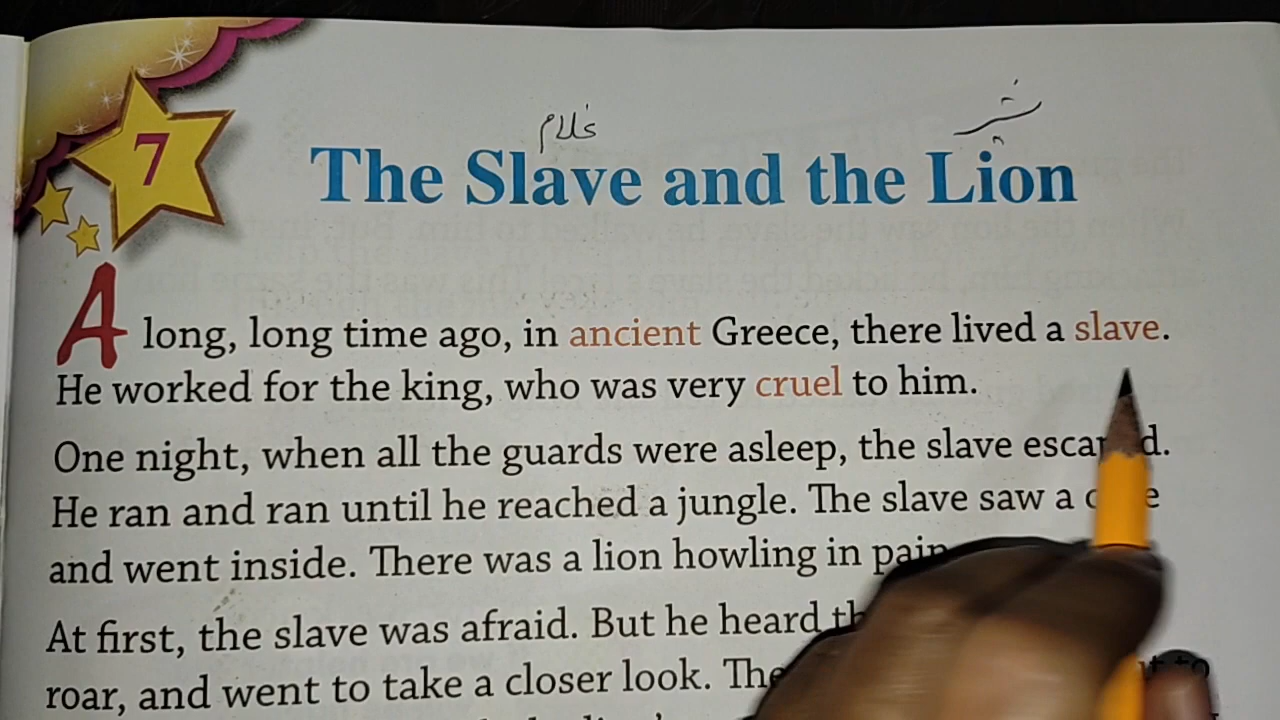 7
غلام
شیر
The Slave and the Lion
A long, long time ago, in ancient Greece, there lived a slave.
He worked for the king, who was very cruel to him.
One night, when all the guards were asleep, the slave
He ran and ran until he reached a jungle. The slave saw a
and went inside. There was a lion howling in pain
At first, the slave was afraid. But he heard
roar, and went to take a closer look. The